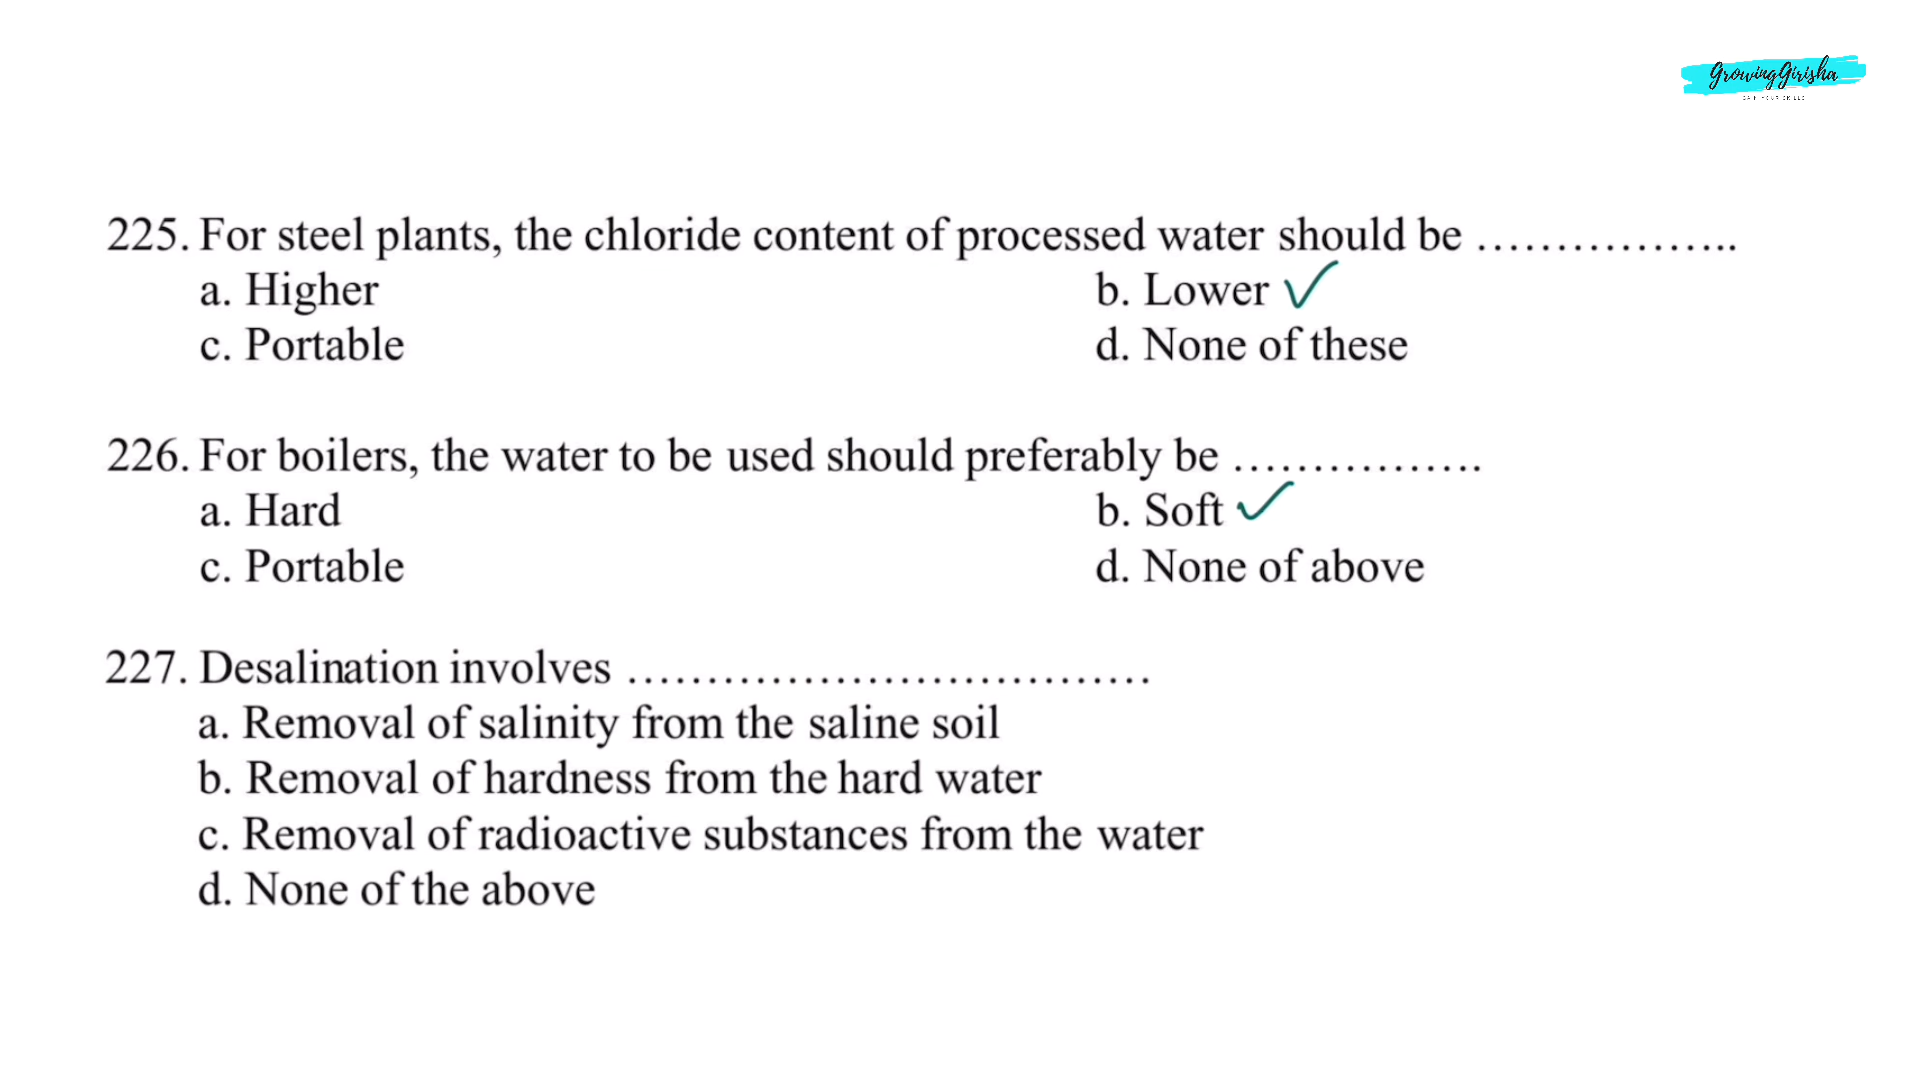 GrowingGirisha
225. For steel plants, the chloride content of processed water should be ……………..
a. Higher
b. Lower ✓
c. Portable
d. None of these
226. For boilers, the water to be used should preferably be …………….
a. Hard
b. Soft ✓
c. Portable
d. None of above
227. Desalination involves ……………………………
a. Removal of salinity from the saline soil
b. Removal of hardness from the hard water
c. Removal of radioactive substances from the water
d. None of the above